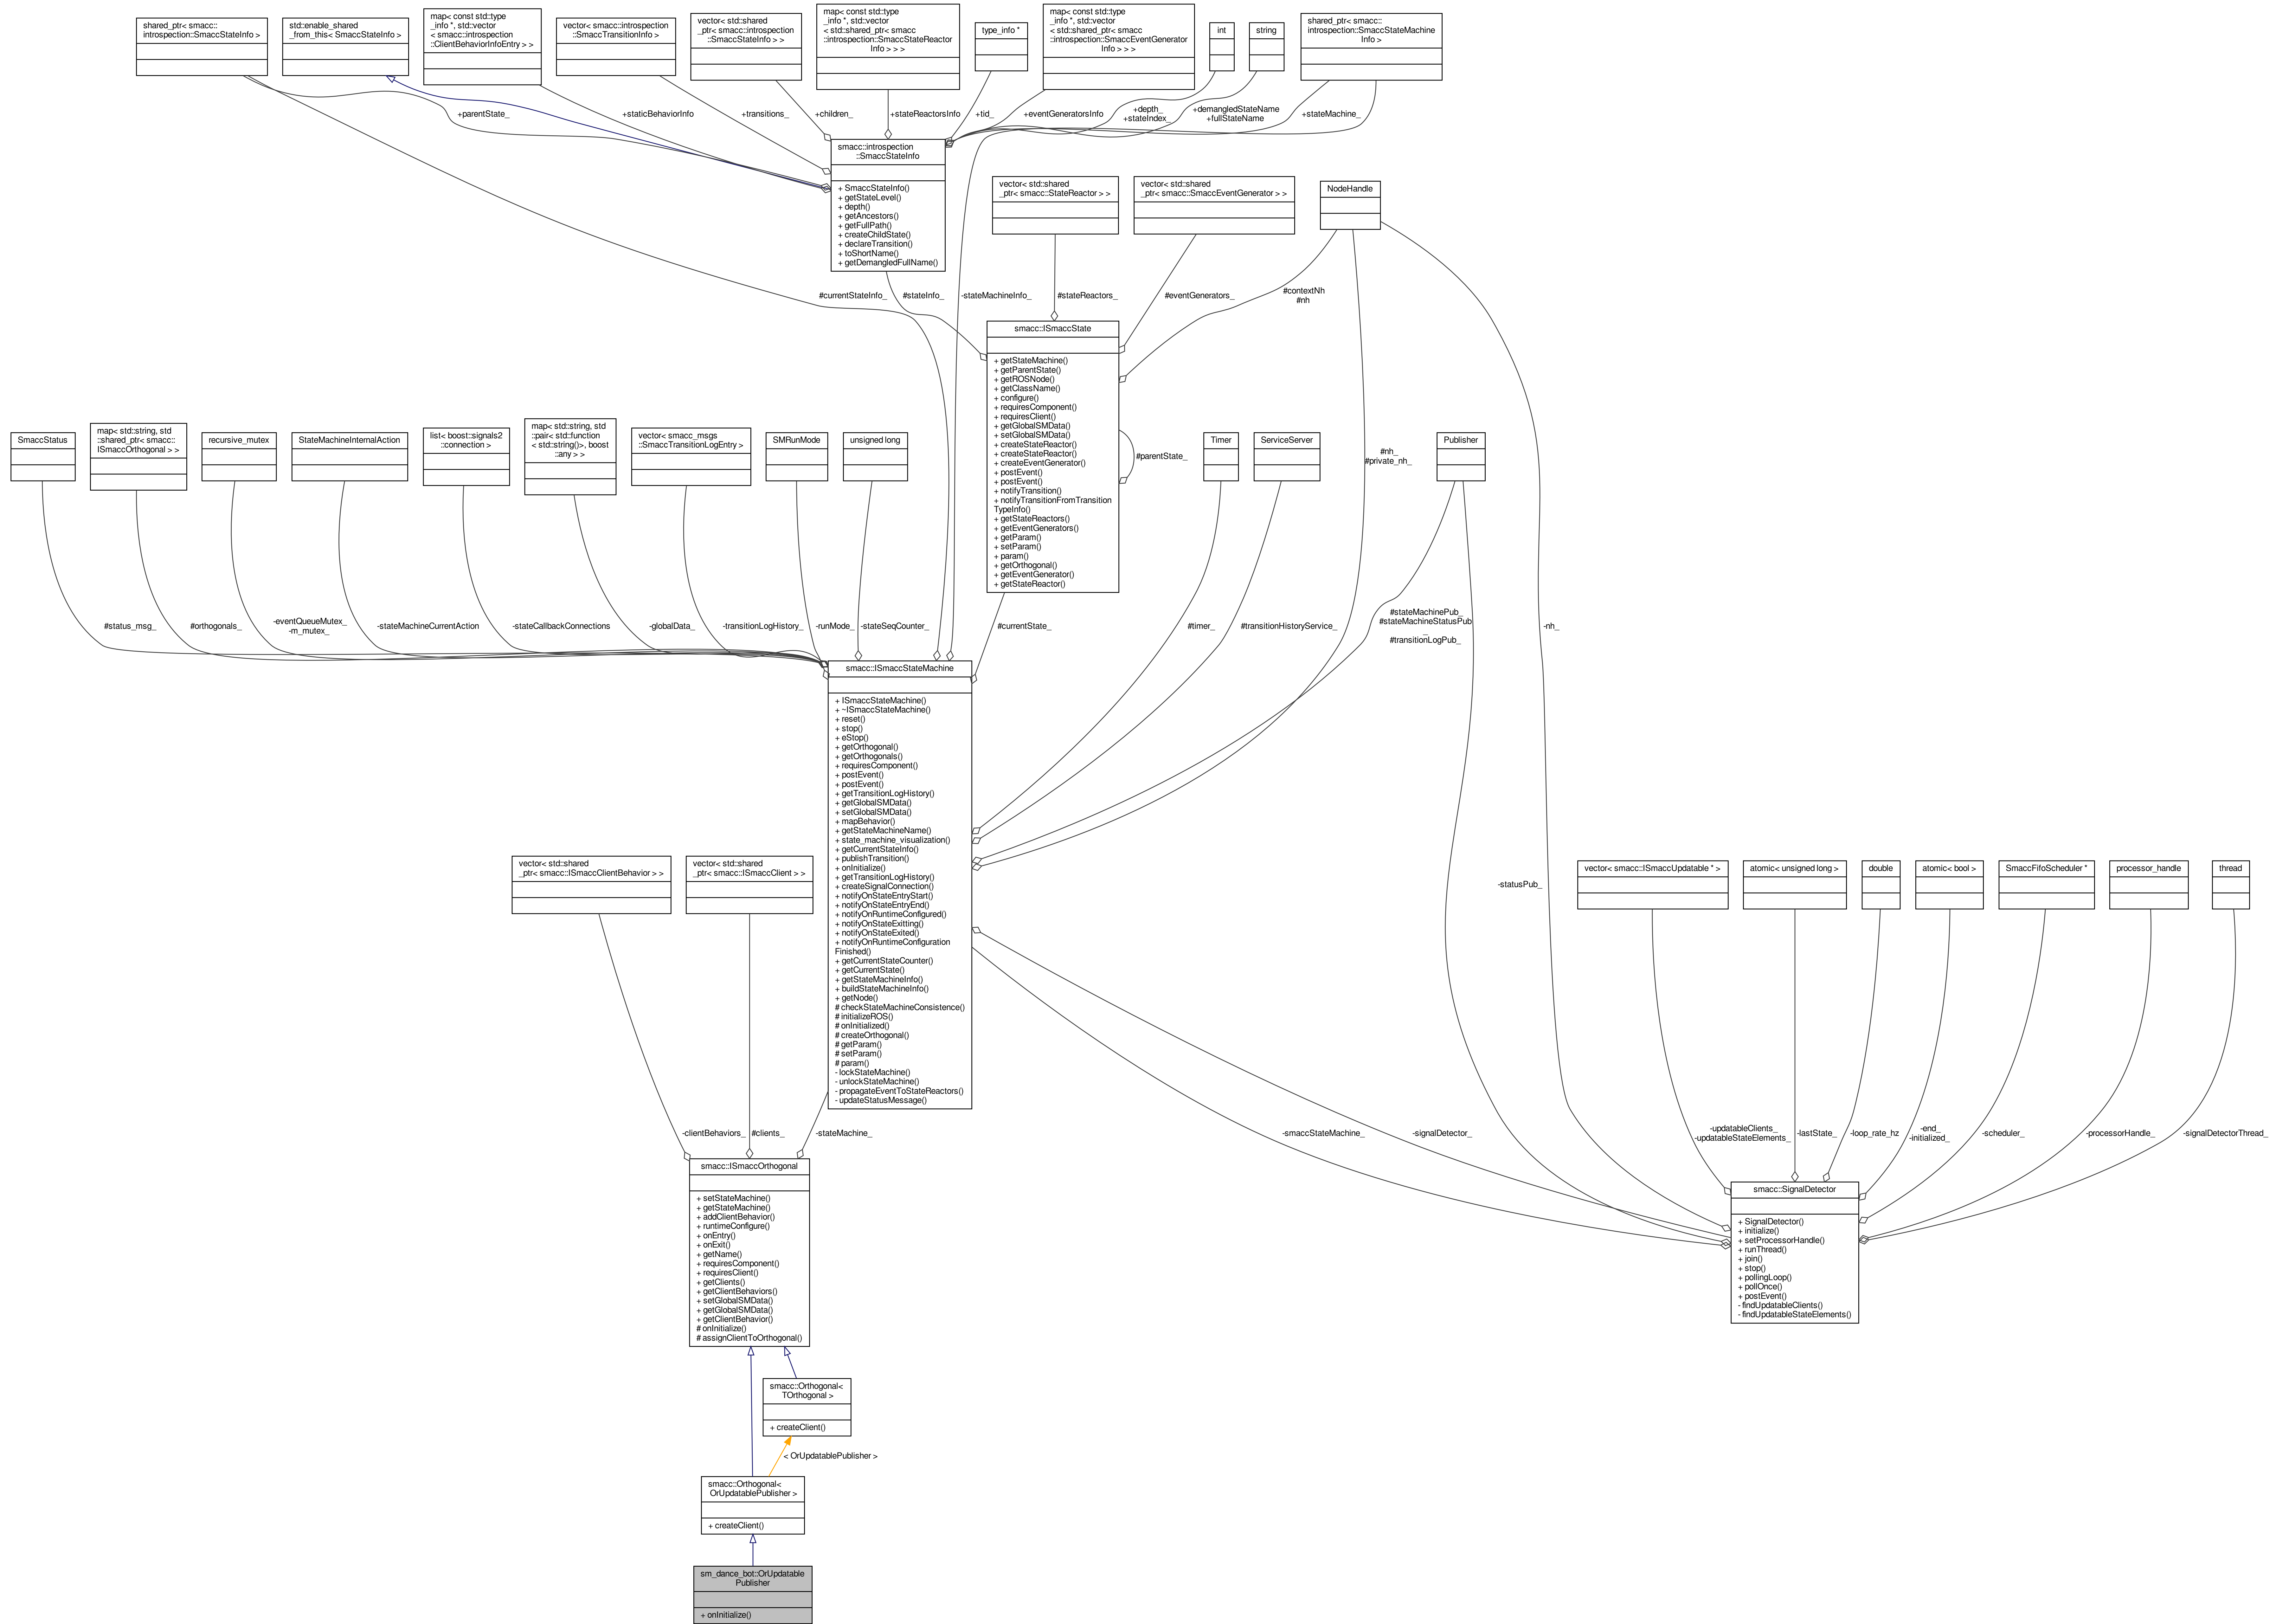 shared_ptr< smacc::
introspection::SmaccStateInfo >
std::enable_shared
_from_this< SmaccStateInfo >
map< const std::type
_info *, std::vector
< smacc::introspection
::ClientBehaviorInfoEntry > >
vector< smacc::introspection
::SmaccTransitionInfo >
vector< std::shared
_ptr< smacc::introspection
::SmaccStateInfo > >
map< const std::type
_info *, std::vector
< std::shared_ptr< smacc
::introspection::SmaccStateReactor
Info > > >
type_info *
map< const std::type
_info *, std::vector
< std::shared_ptr< smacc
::introspection::SmaccEventGenerator
Info > > >
int
string
shared_ptr< smacc::
introspection::SmaccStateMachine
Info >
+parentState_
+staticBehaviorInfo
+transitions_
+children_
+stateReactorsInfo
+tid_
+eventGeneratorsInfo
+depth_
+stateIndex_
+demangledStateName
+fullStateName
+stateMachine_
smacc::introspection
::SmaccStateInfo
+ SmaccStateInfo()
+ getStateLevel()
+ depth()
+ getAncestors()
+ getFullPath()
+ createChildState()
+ declareTransition()
+ toShortName()
+ getDemangledFullName()
vector< std::shared
_ptr< smacc::StateReactor > >
vector< std::shared
_ptr< smacc::SmaccEventGenerator > >
NodeHandle
#currentStateInfo_
#stateInfo_
-stateMachineInfo_
#stateReactors_
#eventGenerators_
#contextNh
#nh
smacc::ISmaccState
+ getStateMachine()
+ getParentState()
+ getROSNode()
+ getClassName()
+ configure()
+ requiresComponent()
+ requiresClient()
+ getGlobalSMData()
+ setGlobalSMData()
+ createStateReactor()
+ createStateReactor()
+ createEventGenerator()
+ postEvent()
+ postEvent()
+ notifyTransition()
+ notifyTransitionFromTransition
TypeInfo()
+ getStateReactors()
+ getEventGenerators()
+ getParam()
+ setParam()
+ param()
+ getOrthogonal()
+ getEventGenerator()
+ getStateReactor()
#parentState_
SmaccStatus
map< std::string, std
::shared_ptr< smacc::
ISmaccOrthogonal > >
recursive_mutex
StateMachineInternalAction
list< boost::signals2
::connection >
map< std::string, std
::pair< std::function
< std::string()>, boost
::any > >
vector< smacc_msgs
::SmaccTransitionLogEntry >
SMRunMode
unsigned long
Timer
ServiceServer
#nh_
#private_nh_
Publisher
#status_msg_
#orthogonals_
-eventQueueMutex_
-m_mutex_
-stateMachineCurrentAction
-stateCallbackConnections
-globalData_
-transitionLogHistory_
-runMode_
-stateSeqCounter_
#currentState_
#timer_
#transitionHistoryService_
#stateMachinePub_
#stateMachineStatusPub
_
#transitionLogPub_
-nh_
smacc::ISmaccStateMachine
+ ISmaccStateMachine()
+ ~ISmaccStateMachine()
+ reset()
+ stop()
+ eStop()
+ getOrthogonal()
+ getOrthogonals()
+ requiresComponent()
+ postEvent()
+ postEvent()
+ getTransitionLogHistory()
+ getGlobalSMData()
+ setGlobalSMData()
+ mapBehavior()
+ getStateMachineName()
+ state_machine_visualization()
+ getCurrentStateInfo()
+ publishTransition()
+ onInitialize()
+ getTransitionLogHistory()
+ createSignalConnection()
+ notifyOnStateEntryStart()
+ notifyOnStateEntryEnd()
+ notifyOnRuntimeConfigured()
+ notifyOnStateExitting()
+ notifyOnStateExited()
+ notifyOnRuntimeConfiguration
Finished()
+ getCurrentStateCounter()
+ getCurrentState()
+ getStateMachineInfo()
+ buildStateMachineInfo()
+ getNode()
# checkStateMachineConsistence()
# initializeROS()
# onInitialized()
# createOrthogonal()
# getParam()
# setParam()
# param()
- lockStateMachine()
- unlockStateMachine()
- propagateEventToStateReactors()
- updateStatusMessage()
vector< std::shared
_ptr< smacc::ISmaccClientBehavior > >
vector< std::shared
_ptr< smacc::ISmaccClient > >
-statusPub_
vector< smacc::ISmaccUpdatable * >
atomic< unsigned long >
double
atomic< bool >
SmaccFifoScheduler *
processor_handle
thread
-clientBehaviors_
#clients_
-stateMachine_
-smaccStateMachine_
-signalDetector_
-updatableClients_
-updatableStateElements_
-lastState_
-loop_rate_hz
-end_
-initialized_
-scheduler_
-processorHandle_
-signalDetectorThread_
smacc::ISmaccOrthogonal
+ setStateMachine()
+ getStateMachine()
+ addClientBehavior()
+ runtimeConfigure()
+ onEntry()
+ onExit()
+ getName()
+ requiresComponent()
+ requiresClient()
+ getClients()
+ getClientBehaviors()
+ setGlobalSMData()
+ getGlobalSMData()
+ getClientBehavior()
# onInitialize()
# assignClientToOrthogonal()
smacc::SignalDetector
+ SignalDetector()
+ initialize()
+ setProcessorHandle()
+ runThread()
+ join()
+ stop()
+ pollingLoop()
+ pollOnce()
+ postEvent()
- findUpdatableClients()
- findUpdatableStateElements()
smacc::Orthogonal<
TOrthogonal >
+ createClient()
< OrUpdatablePublisher >
smacc::Orthogonal<
OrUpdatablePublisher >
+ createClient()
sm_dance_bot::OrUpdatable
Publisher
+ onInitialize()